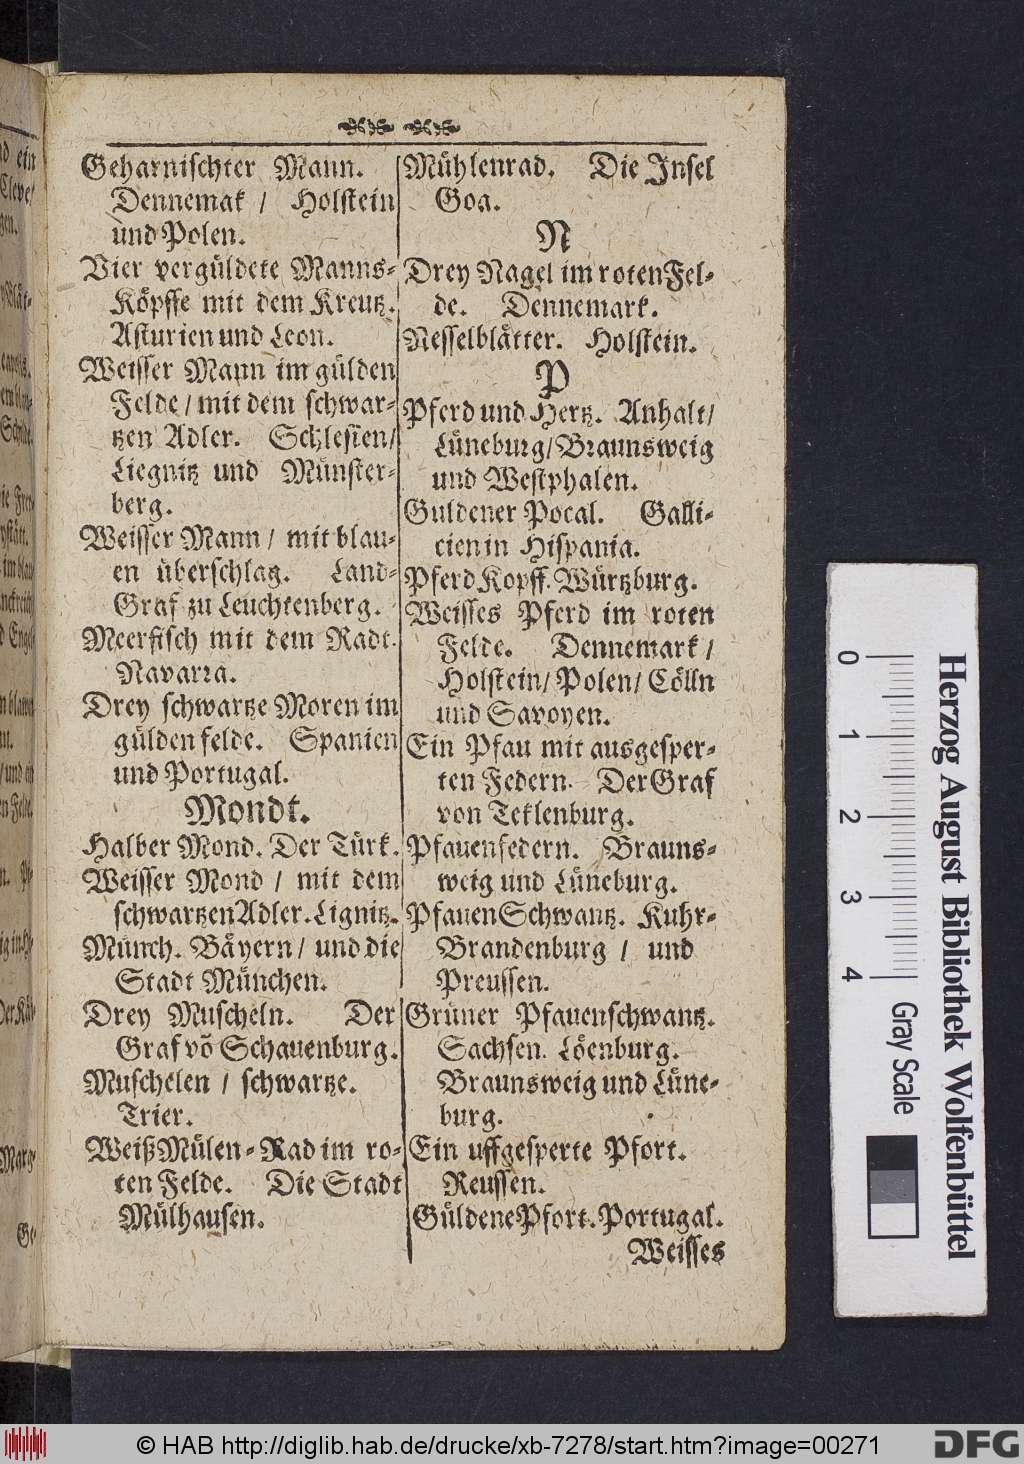 Geharnischter Mann.
Dennemak / Holstein
und Polen.
Vier vergüldete Manns-
Köpffe mit dem Kreutz.
Asturien und Leon.
Weisser Mann im gülden
Felde / mit dem schwar-
tzen Adler. Schlesien/
Liegnitz und Münster-
berg.
Weisser Mann / mit blau-
en überschlag. Land-
Graf zu Leuchtenberg.
Meerfisch mit dem Radt.
Navarra.
Drey schwartze Moren im
gülden felde. Spanien
und Portugal.
Mondt.
Halber Mond. Der Türk.
Weisser Mond / mit dem
schwartzen Adler. Lignitz.
Münch. Bäyern / und die
Stadt München.
Drey Muscheln. Der
Graf võ Schauenburg.
Muschelen / schwartze.
Trier.
Weiß Mülen-Rad im ro-
ten Felde. Die Stadt
Mülhausen.
Mühlenrad. Die Insel
Goa.
N
Drey Nagel im roten Fel-
de. Dennemark.
Nesselblätter. Holstein.
P
Pferd und Hertz. Anhalt/
Lüneburg/Braunsweig
und Westphalen.
Guldener Pocal. Galli-
cien in Hispania.
Pferd Kopff. Würtzburg.
Weisses Pferd im roten
Felde. Dennemark /
Holstein/ Polen/ Cölln
und Savoyen.
Ein Pfau mit ausgesper-
ten Federn. Der Graf
von Teklenburg.
Pfauenfedern. Brauns-
weig und Lüneburg.
Pfauen Schwantz. Kuhr-
Brandenburg / und
Preussen.
Grüner Pfauenschwantz.
Sachsen. Löenburg.
Braunsweig und Lüne-
burg.
Ein uffgesperte Pfort.
Reussen.
Güldene Pfort. Portugal.
Weisses
Herzog August Bibliothek Wolfenbüttel
0 1 2 3 4 Gray Scale
© HAB http://diglib.hab.de/drucke/xb-7278/start.htm?image=00271
DFG